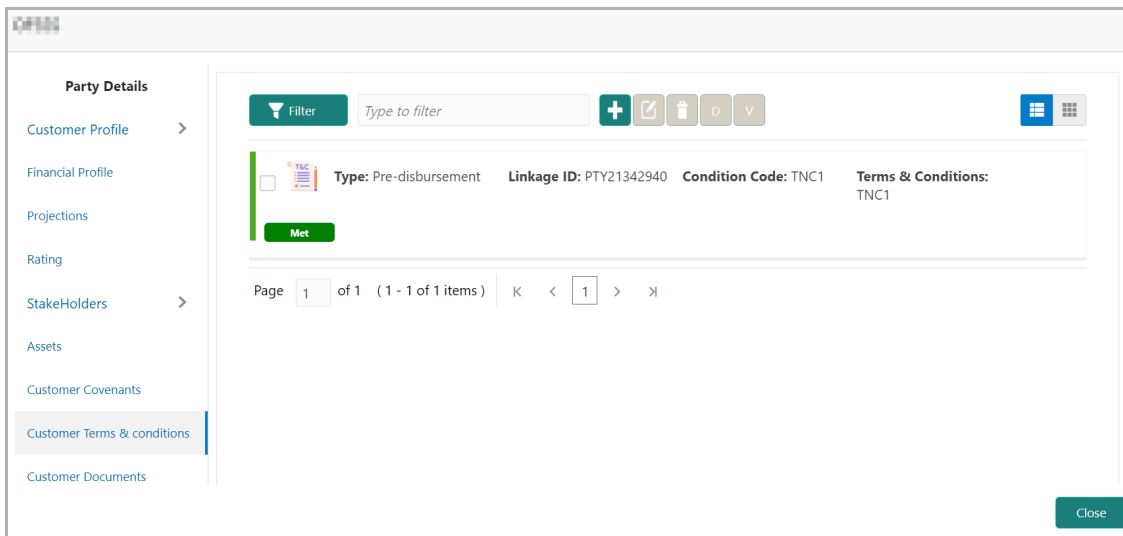 Party Details
Customer Profile
Financial Profile
Projections
Rating
StakeHolders
Assets
Customer Covenants
Customer Terms & conditions
Customer Documents
Filter
Type to filter
D
V
T&C
Type: Pre-disbursement Linkage ID: PTY21342940 Condition Code: TNC1 Terms & Conditions:
TNC1
Met
Page 1 of 1 ( 1 - 1 of 1 items ) 1
Close